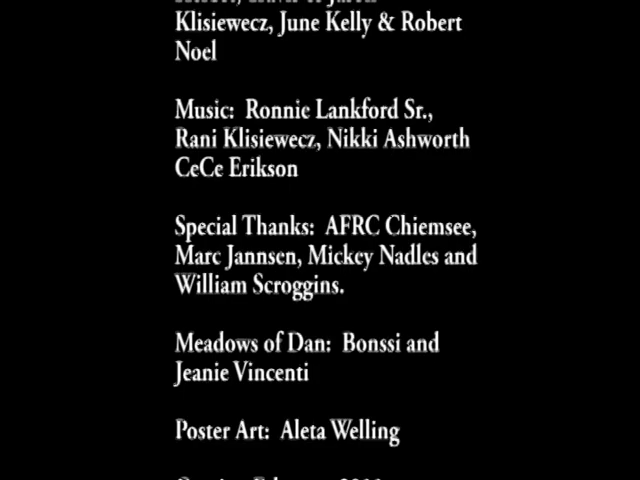 Klisiewecz, June Kelly & Robert
Noel
Music: Ronnie Lankford Sr.,
Rani Klisiewecz, Nikki Ashworth
CeCe Erikson
Special Thanks: AFRC Chiemsee,
Marc Jannsen, Mickey Nadles and
William Scroggins.
Meadows of Dan: Bonssi and
Jeanie Vincenti
Poster Art: Aleta Welling